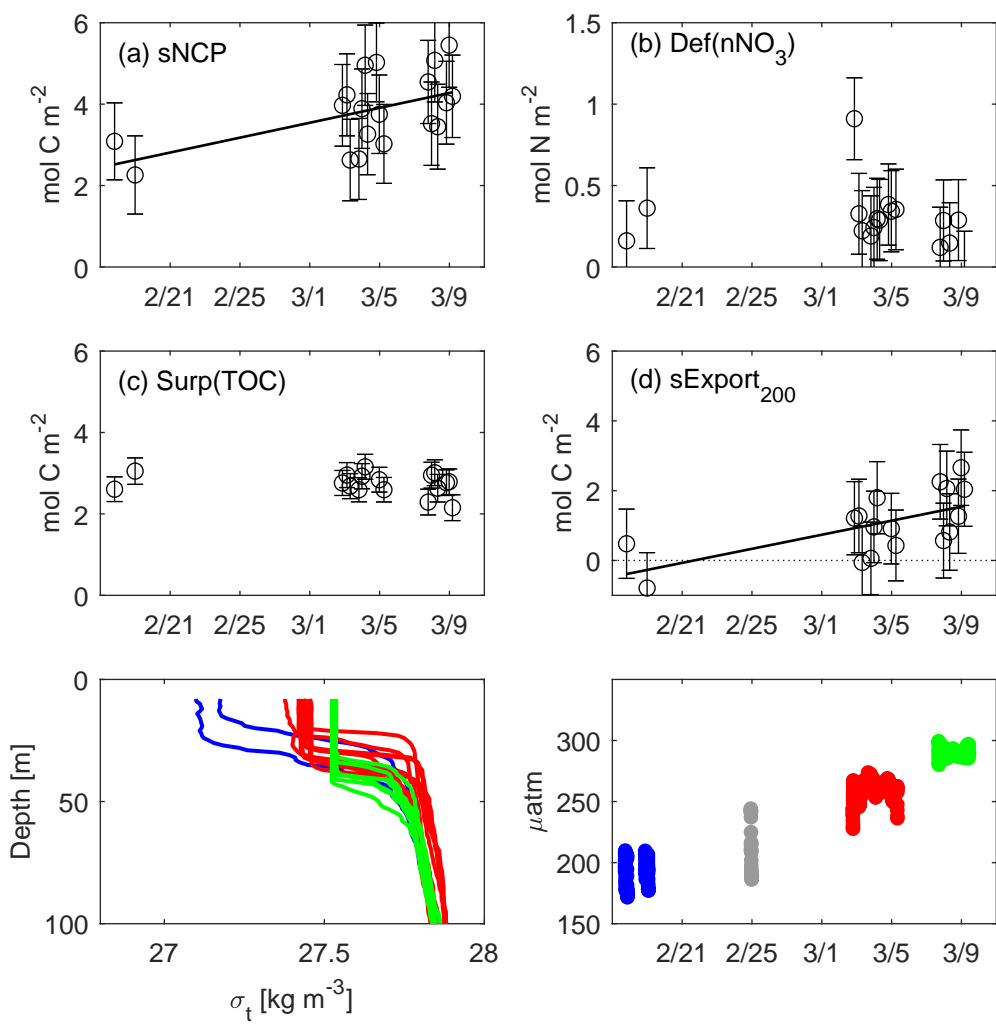 (a) sNCP
mol C m-2
6
4
2
0
2/21 2/25 3/1 3/5 3/9
(b) Def(nNO3)
mol N m-2
1.5
1
0.5
0
2/21 2/25 3/1 3/5 3/9
(c) Surp(TOC)
mol C m-2
6
4
2
0
2/21 2/25 3/1 3/5 3/9
(d) sExport200
mol C m-2
6
4
2
0
2/21 2/25 3/1 3/5 3/9
Depth [m]
0
50
100
27 27.5 28
σt [kg m-3]
μatm
300
250
200
150
2/21 2/25 3/1 3/5 3/9